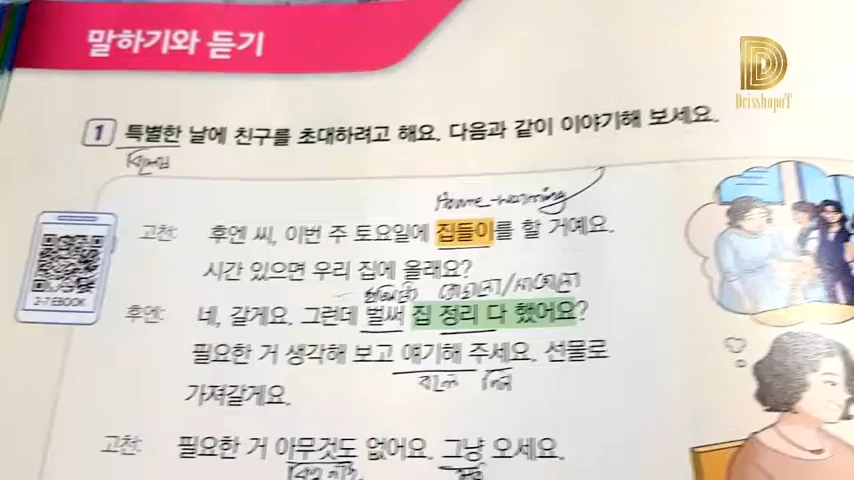 말하기와 듣기
DrisshopaT
1 특별한 날에 친구를 초대하려고 해요. 다음과 같이 이야기해 보세요.
Home-warming
고천: 후엔 씨, 이번 주 토요일에 집들이를 할 거예요.
시간 있으면 우리 집에 올래요?
2-7 EBOOK
후엔: 네, 갈게요. 그런데 벌써 집 정리 다 했어요?
필요한 거 생각해 보고 얘기해 주세요. 선물로
가져갈게요.
고천: 필요한 거 아무것도 없어요. 그냥 오세요.